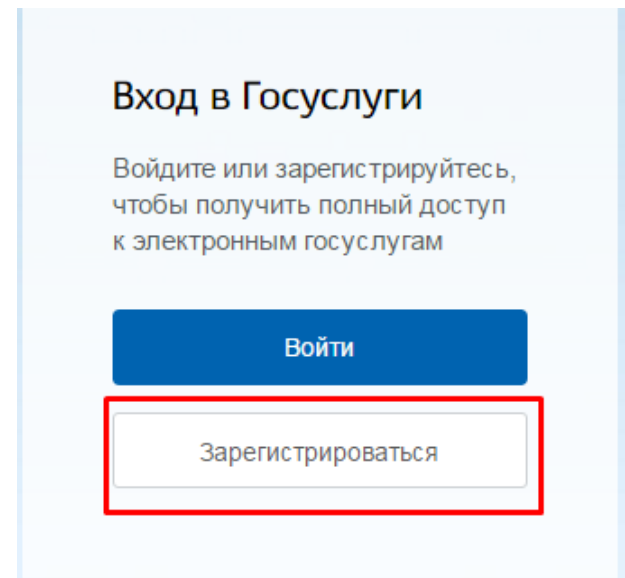 Вход в Госуслуги
Войдите или зарегистрируйтесь,
чтобы получить полный доступ
к электронным госуслугам
Войти
Зарегистрироваться